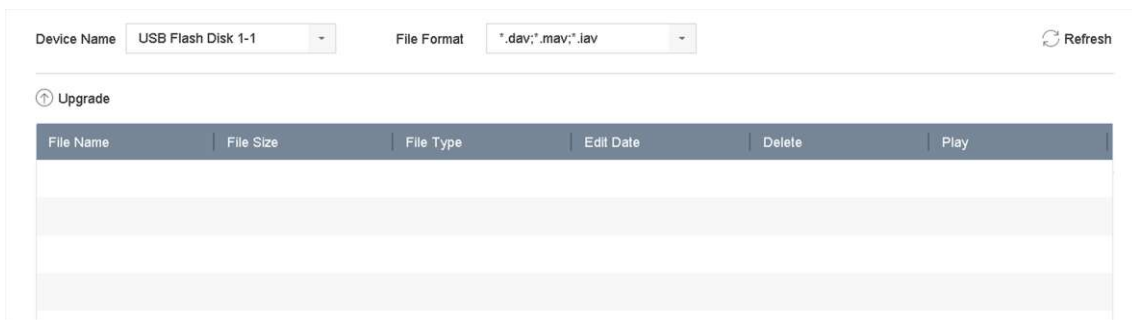 Device Name USB Flash Disk 1-1 File Format *.dav;*.mav;*.iav Refresh
Upgrade
File Name File Size File Type Edit Date Delete Play